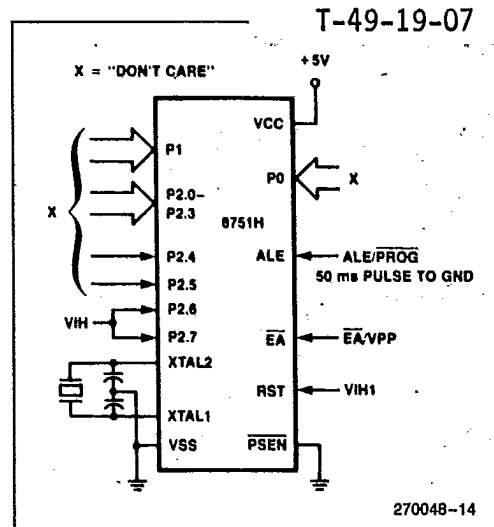 T-49-19-07
X = "DON'T CARE"
+5V
VCC
P1
P0
X
P2.0–
P2.3
X
8751H
P2.4
ALE
ALE/PROG
50 ms PULSE TO GND
P2.5
P2.6
VIH
P2.7
EA
EA/VPP
XTAL2
RST
VIH1
XTAL1
VSS
PSEN
270048–14